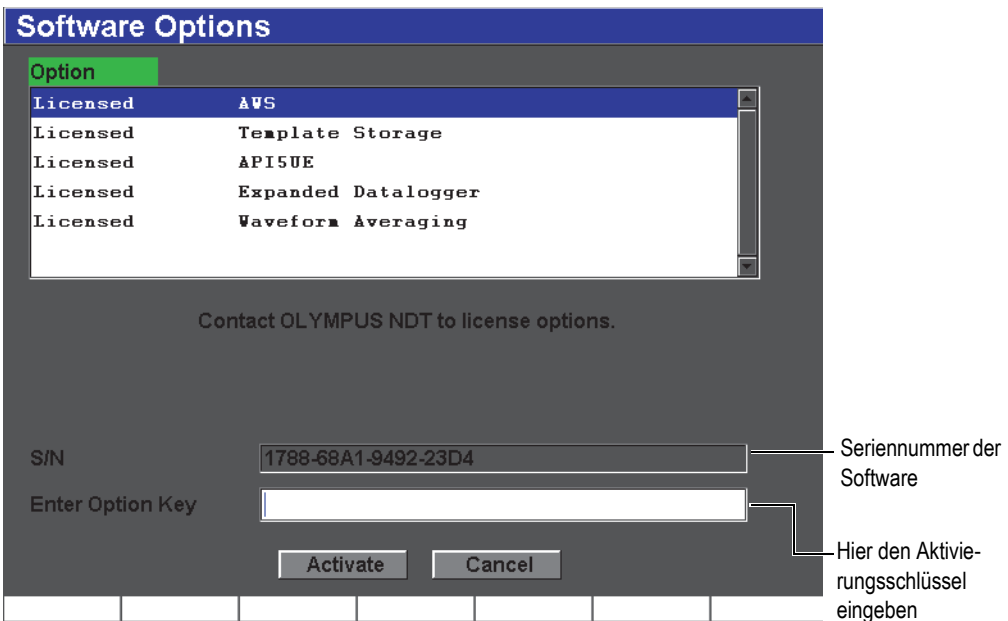 Software Options
Option
Licensed AWS
Licensed Template Storage
Licensed API5UE
Licensed Expanded Datalogger
Licensed Waveform Averaging
Contact OLYMPUS NDT to license options.
S/N 1788-68A1-9492-23D4
Seriennummer der
Software
Enter Option Key
Activate Cancel
Hier den Aktivie-
rungsschlüssel
eingeben